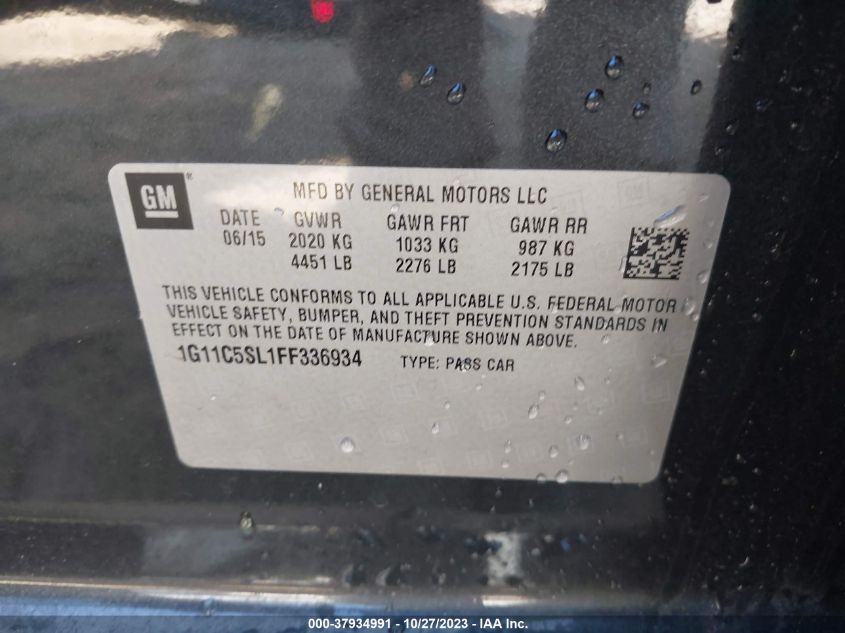 GM ®
MFD BY GENERAL MOTORS LLC
DATE GVWR GAWR FRT GAWR RR
06/15 2020 KG 1033 KG 987 KG
4451 LB 2276 LB 2175 LB
THIS VEHICLE CONFORMS TO ALL APPLICABLE U.S. FEDERAL MOTOR
VEHICLE SAFETY, BUMPER, AND THEFT PREVENTION STANDARDS IN
EFFECT ON THE DATE OF MANUFACTURE SHOWN ABOVE.
1G11C5SL1FF336934 TYPE: PASS CAR
000-37934991 - 10/27/2023 - IAA Inc.